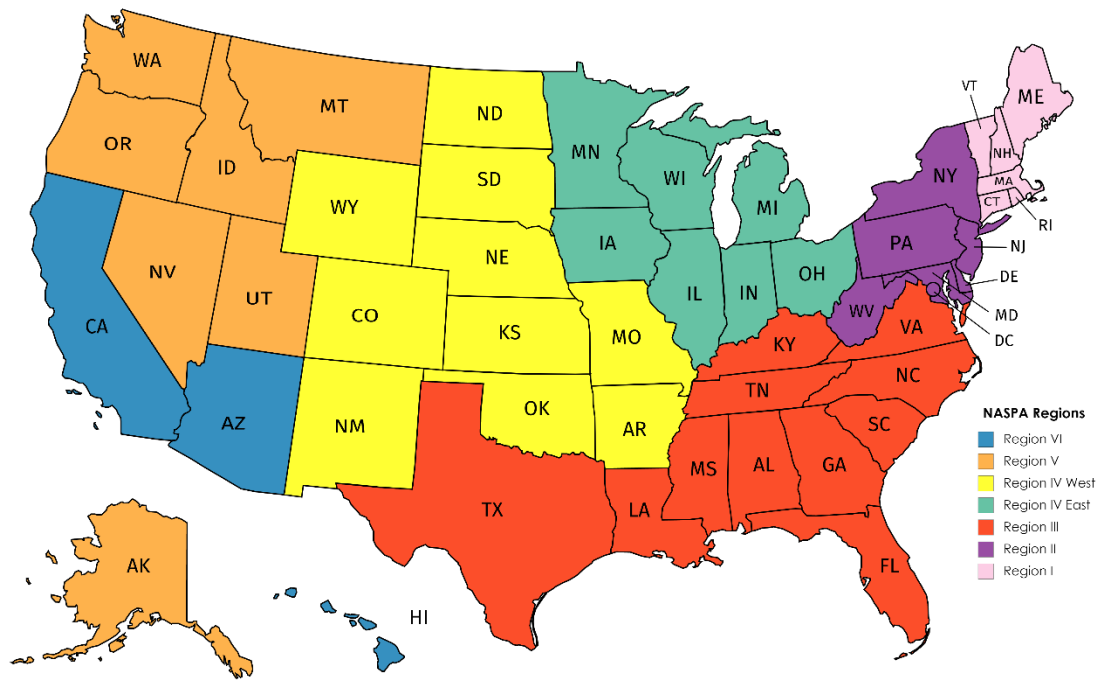 WA
MT
ND
VT
ME
OR
ID
MN
NH
SD
WI
NY
MA
WY
MI
CT
RI
IA
PA
NJ
NE
NV
UT
OH
DE
IL
IN
CO
WV
MD
CA
KS
MO
VA
DC
KY
NC
TN
OK
AZ
NM
AR
SC
NASPA Regions
MS
AL
GA
Region VI
Region V
Region IV West
TX
LA
Region IV East
Region III
Region II
AK
FL
Region I
HI